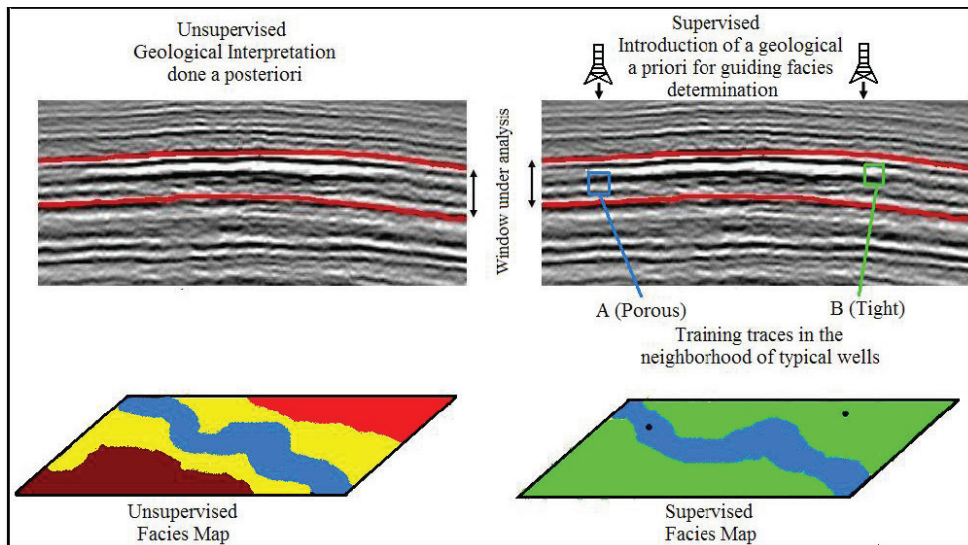 Unsupervised
Geological Interpretation
done a posteriori
Supervised
Introduction of a geological
a priori for guiding facies
determination
Window under analysis
A (Porous)
B (Tight)
Training traces in the
neighborhood of typical wells
Unsupervised
Facies Map
Supervised
Facies Map